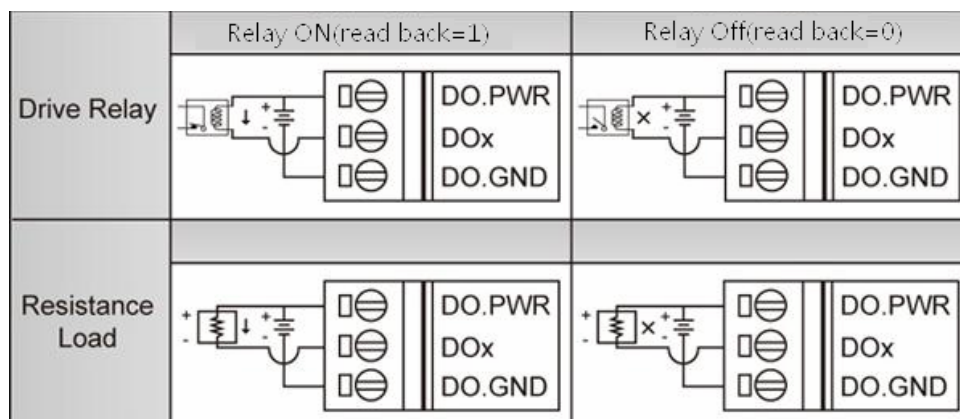 Relay ON(read back=1)
Relay Off(read back=0)
Drive Relay
+
-
DO.PWR
DOx
DO.GND
×
+
-
DO.PWR
DOx
DO.GND
Resistance
Load
+
-
+
-
DO.PWR
DOx
DO.GND
+
-
×
+
-
DO.PWR
DOx
DO.GND